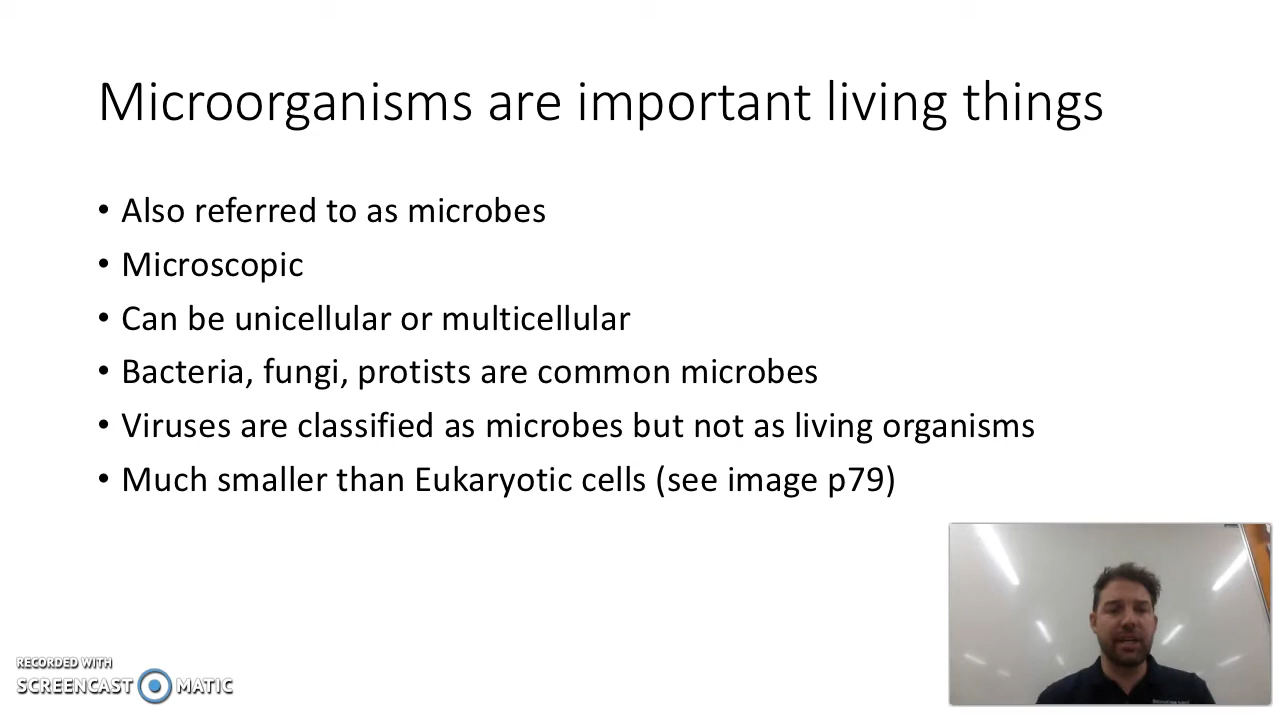 Microorganisms are important living things
• Also referred to as microbes
• Microscopic
• Can be unicellular or multicellular
• Bacteria, fungi, protists are common microbes
• Viruses are classified as microbes but not as living organisms
• Much smaller than Eukaryotic cells (see image p79)
RECORDED WITH
SCREENCAST MATIC